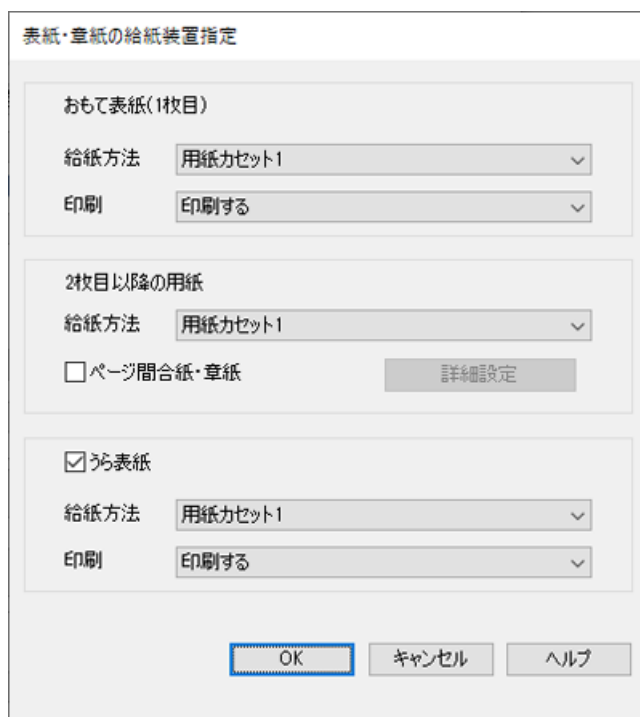 表紙・章紙の給紙装置指定
おもて表紙(1枚目)
給紙方法 用紙カセット1
印刷 印刷する
2枚目以降の用紙
給紙方法 用紙カセット1
ページ間合紙・章紙 詳細設定
うら表紙
給紙方法 用紙カセット1
印刷 印刷する
OK キャンセル ヘルプ